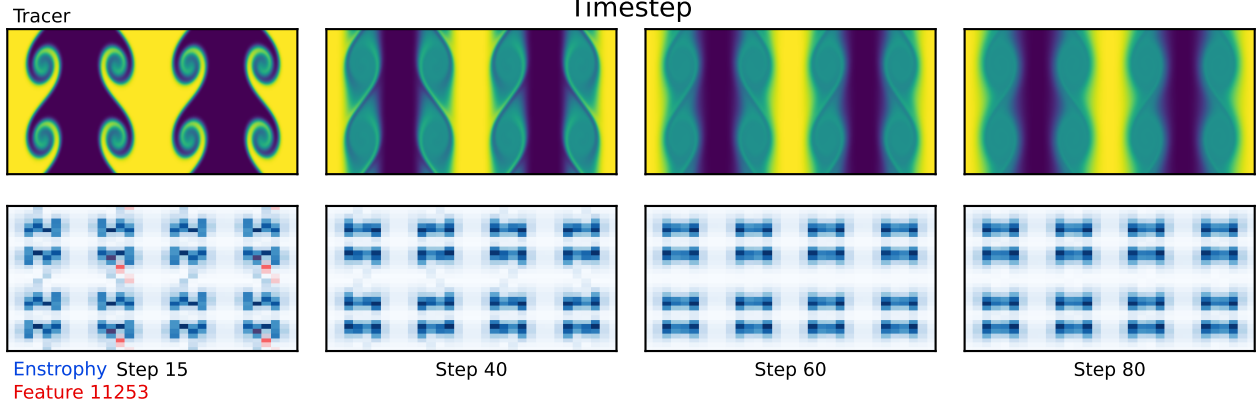 Timestep
Tracer
Enstrophy Step 15
Feature 11253
Step 40
Step 60
Step 80